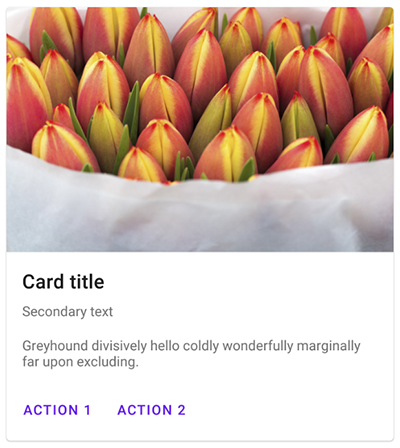 Card title
Secondary text
Greyhound divisively hello coldly wonderfully marginally
far upon excluding.
ACTION 1 ACTION 2